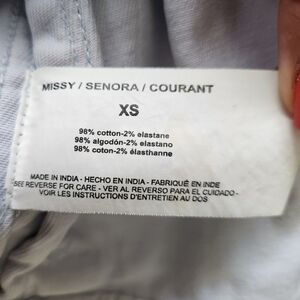 MISSY / SENORA / COURANT
XS
98% cotton-2% elastane
98% algodón-2% elastano
98% coton-2% élasthanne
MADE IN INDIA - HECHO EN INDIA - FABRIQUÉ EN INDE
SEE REVERSE FOR CARE - VER AL REVERSO PARA EL CUIDADO -
VOIR LES INSTRUCTIONS D'ENTRETIEN AU DOS